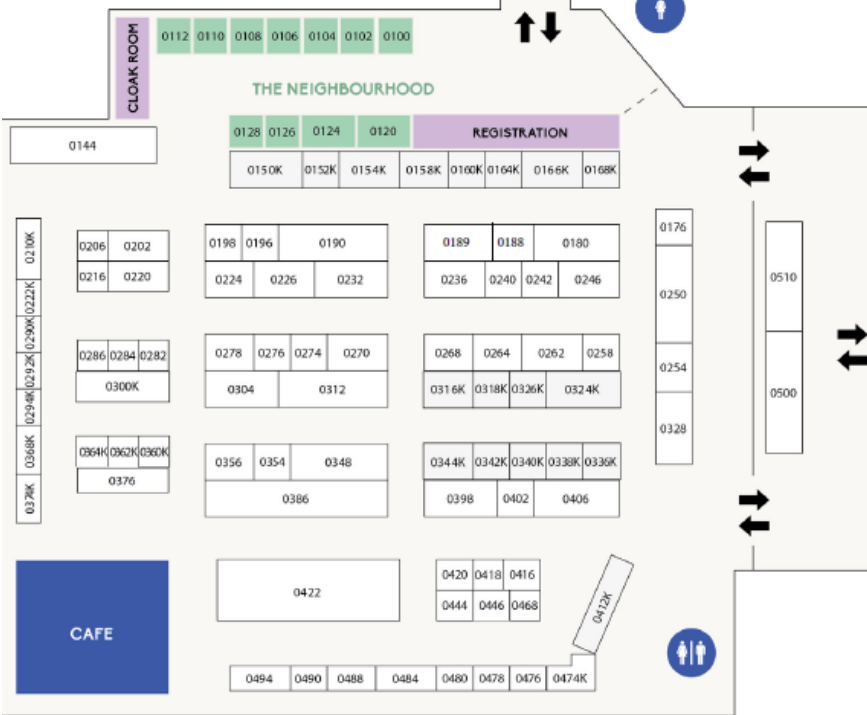 CLOAK ROOM
0112 0110 0108 0106 0104 0102 0100
THE NEIGHBOURHOOD
0128 0126 0124 0120 REGISTRATION
0144
0150K 0152K 0154K 0158K 0160K 0164K 0166K 0168K
0210K
0222K
0290K
0292K
0294K
0368K
0374K
0206 0202
0216 0220
0198 0196 0190
0224 0226 0232
0189 0188 0180
0236 0240 0242 0246
0176
0250
0254
0328
0510
0500
0286 0284 0282
0300K
0278 0276 0274 0270
0304 0312
0268 0264 0262 0258
0316K 0318K 0326K 0324K
0364K 0362K 0360K
0376
0356 0354 0348
0386
0344K 0342K 0340K 0338K 0336K
0398 0402 0406
CAFE
0422
0420 0418 0416
0444 0446 0468
0412K
0494 0490 0488 0484 0480 0478 0476 0474K